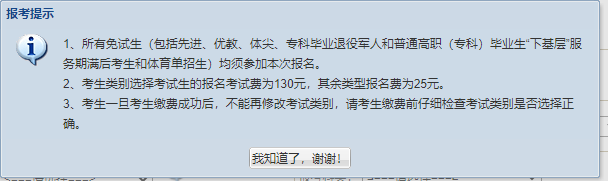 报考提示
1、所有免试生（包括先进、优教、体尖、专科毕业退役军人和普通高职（专科）毕业生“下基层”服
务期满后考生和体育单招生）均须参加本次报名。
2、考生类别选择考试生的报名考试费为130元，其余类型报名费为25元。
3、考生一旦考生缴费成功后，不能再修改考试类别，请考生缴费前仔细检查考试类别是否选择正
确。
我知道了，谢谢！